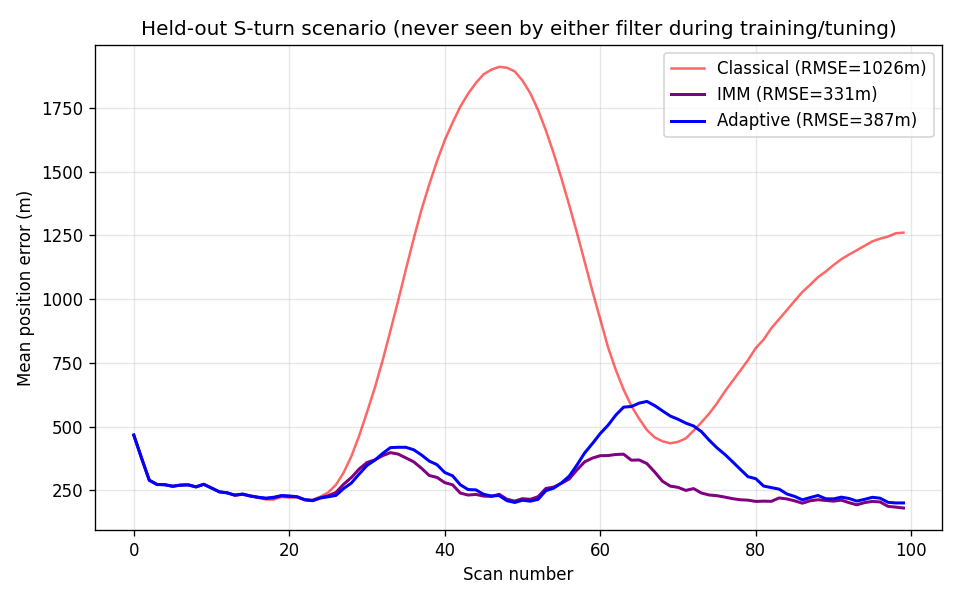 Held-out S-turn scenario (never seen by either filter during training/tuning)
Classical (RMSE=1026m)
IMM (RMSE=331m)
Adaptive (RMSE=387m)
Mean position error (m)
1750
1500
1250
1000
750
500
250
0 20 40 60 80 100
Scan number